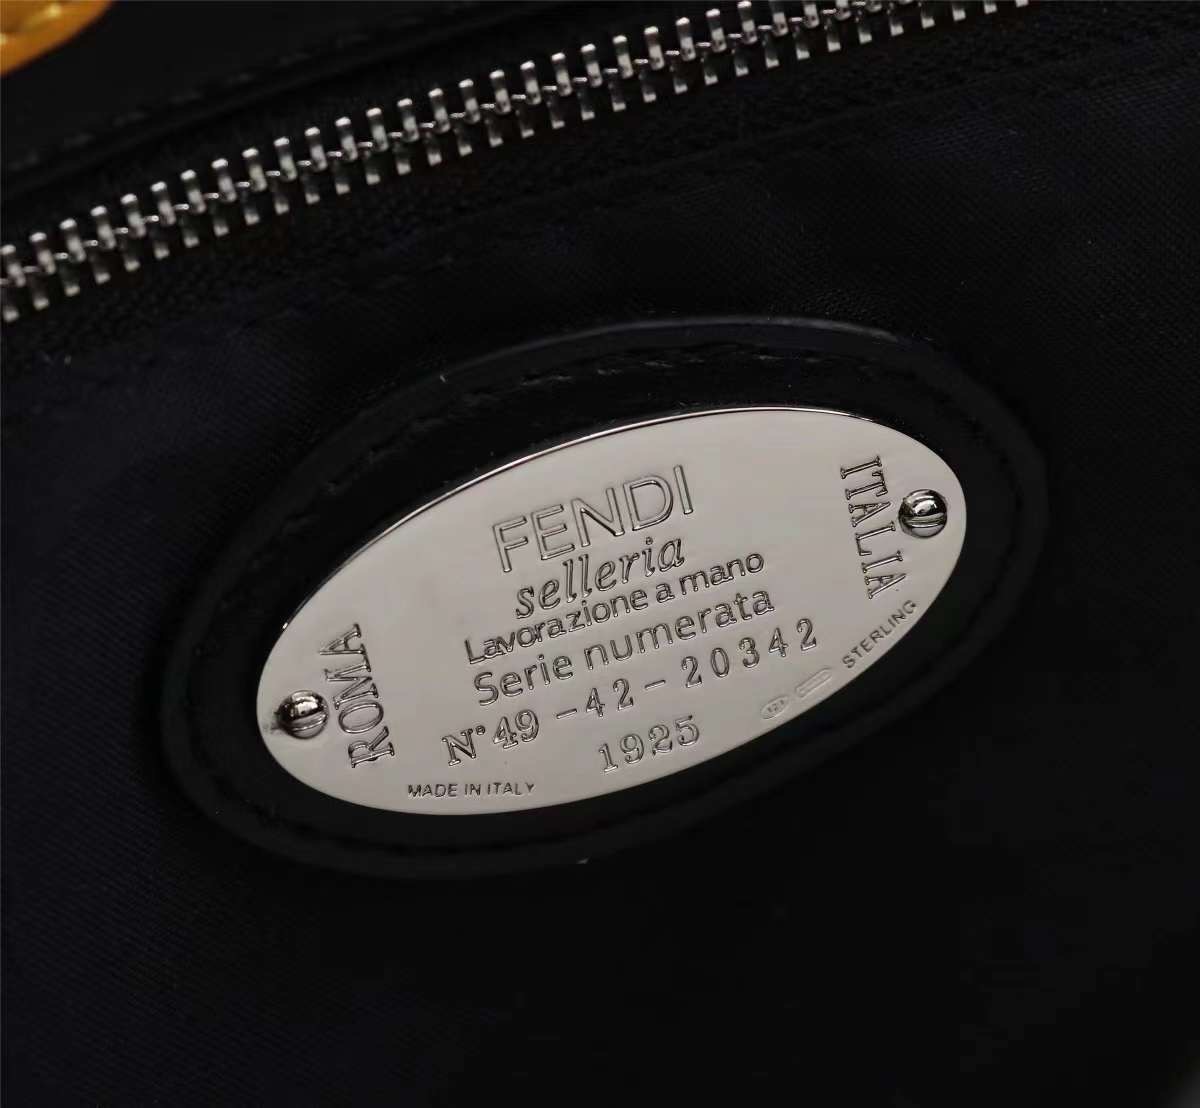 FENDI
selleria
Lavorazione a mano
Serie numerata
N° 49-42-20342
1925
ROMA
ITALIA
MADE IN ITALY
STERLING